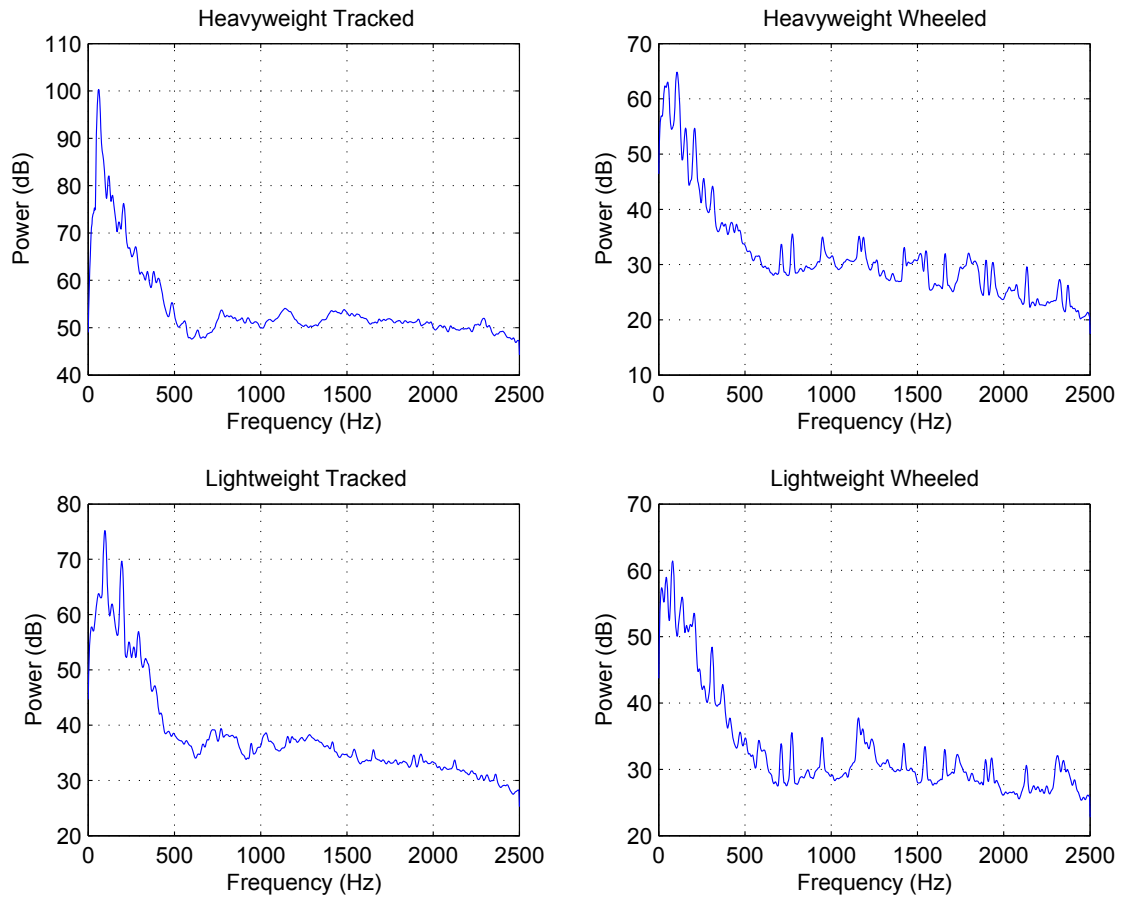 Heavyweight Tracked
110
100
90
80
70
60
50
40
Power (dB)
0 500 1000 1500 2000 2500
Frequency (Hz)
Heavyweight Wheeled
70
60
50
40
30
20
10
Power (dB)
0 500 1000 1500 2000 2500
Frequency (Hz)
Lightweight Tracked
80
70
60
50
40
30
20
Power (dB)
0 500 1000 1500 2000 2500
Frequency (Hz)
Lightweight Wheeled
70
60
50
40
30
20
Power (dB)
0 500 1000 1500 2000 2500
Frequency (Hz)